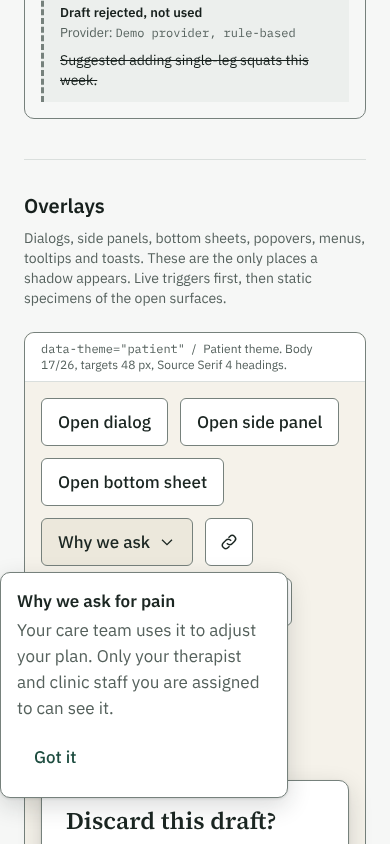 Draft rejected, not used
Provider: Demo provider, rule-based
Suggested adding single-leg squats this
week.
Overlays
Dialogs, side panels, bottom sheets, popovers, menus,
tooltips and toasts. These are the only places a
shadow appears. Live triggers first, then static
specimens of the open surfaces.
data-theme="patient" / Patient theme. Body
17/26, targets 48 px, Source Serif 4 headings.
Open dialog
Open side panel
Open bottom sheet
Why we ask
Why we ask for pain
Your care team uses it to adjust
your plan. Only your therapist
and clinic staff you are assigned
to can see it.
Got it
Discard this draft?